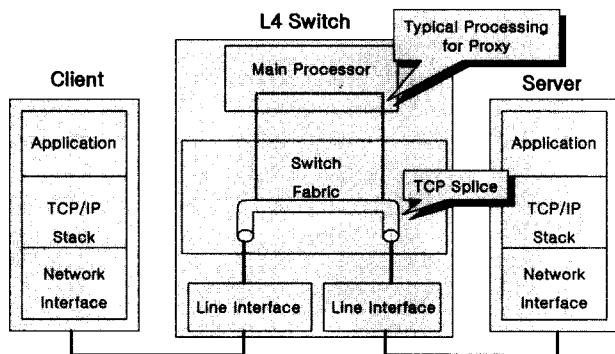 L4 Switch
Typical Processing
for Proxy
Client
Main Processor
Server
Application
Switch
Fabric
Application
TCP Splice
TCP/IP
Stack
TCP/IP
Stack
Network
Interface
Line Interface
Line Interface
Network
Interface